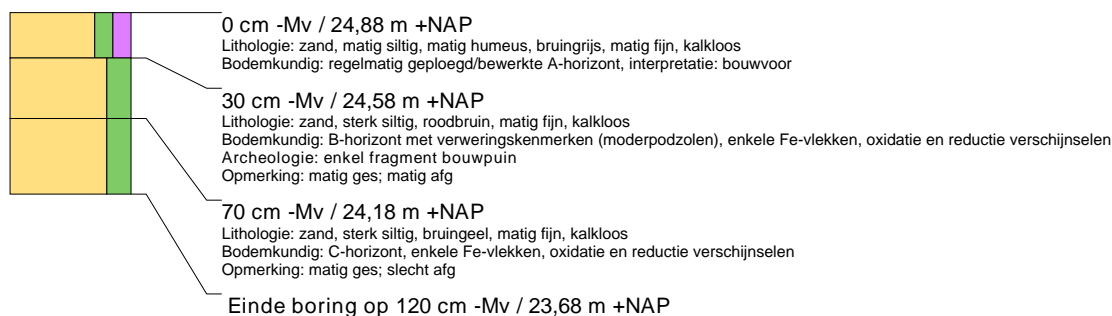 0 cm -Mv / 24,88 m +NAP
Lithologie: zand, matig siltig, matig humeus, bruingrijs, matig fijn, kalkloos
Bodemkundig: regelmatig geploegd/bewerkte A-horizont, interpretatie: bouwvoor
30 cm -Mv / 24,58 m +NAP
Lithologie: zand, sterk siltig, roodbruin, matig fijn, kalkloos
Bodemkundig: B-horizont met verweringskenmerken (moderpodzolen), enkele Fe-vlekken, oxidatie en reductie verschijnselen
Archeologie: enkel fragment bouwpuin
Opmerking: matig ges; matig afg
70 cm -Mv / 24,18 m +NAP
Lithologie: zand, sterk siltig, bruingeel, matig fijn, kalkloos
Bodemkundig: C-horizont, enkele Fe-vlekken, oxidatie en reductie verschijnselen
Opmerking: matig ges; slecht afg
Einde boring op 120 cm -Mv / 23,68 m +NAP